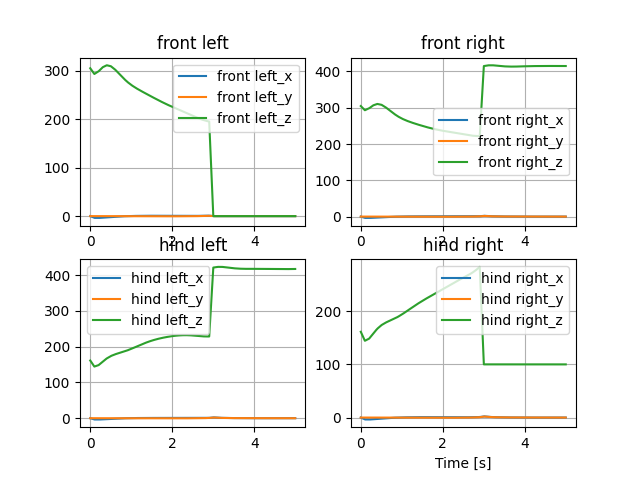 front left
300
200
100
0
0
2
4
front left_x
front left_y
front left_z
front right
400
300
200
100
0
0
2
4
front right_x
front right_y
front right_z
hind left
400
300
200
100
0
0
2
4
hind left_x
hind left_y
hind left_z
hind right
200
100
0
0
2
4
hind right_x
hind right_y
hind right_z
Time [s]